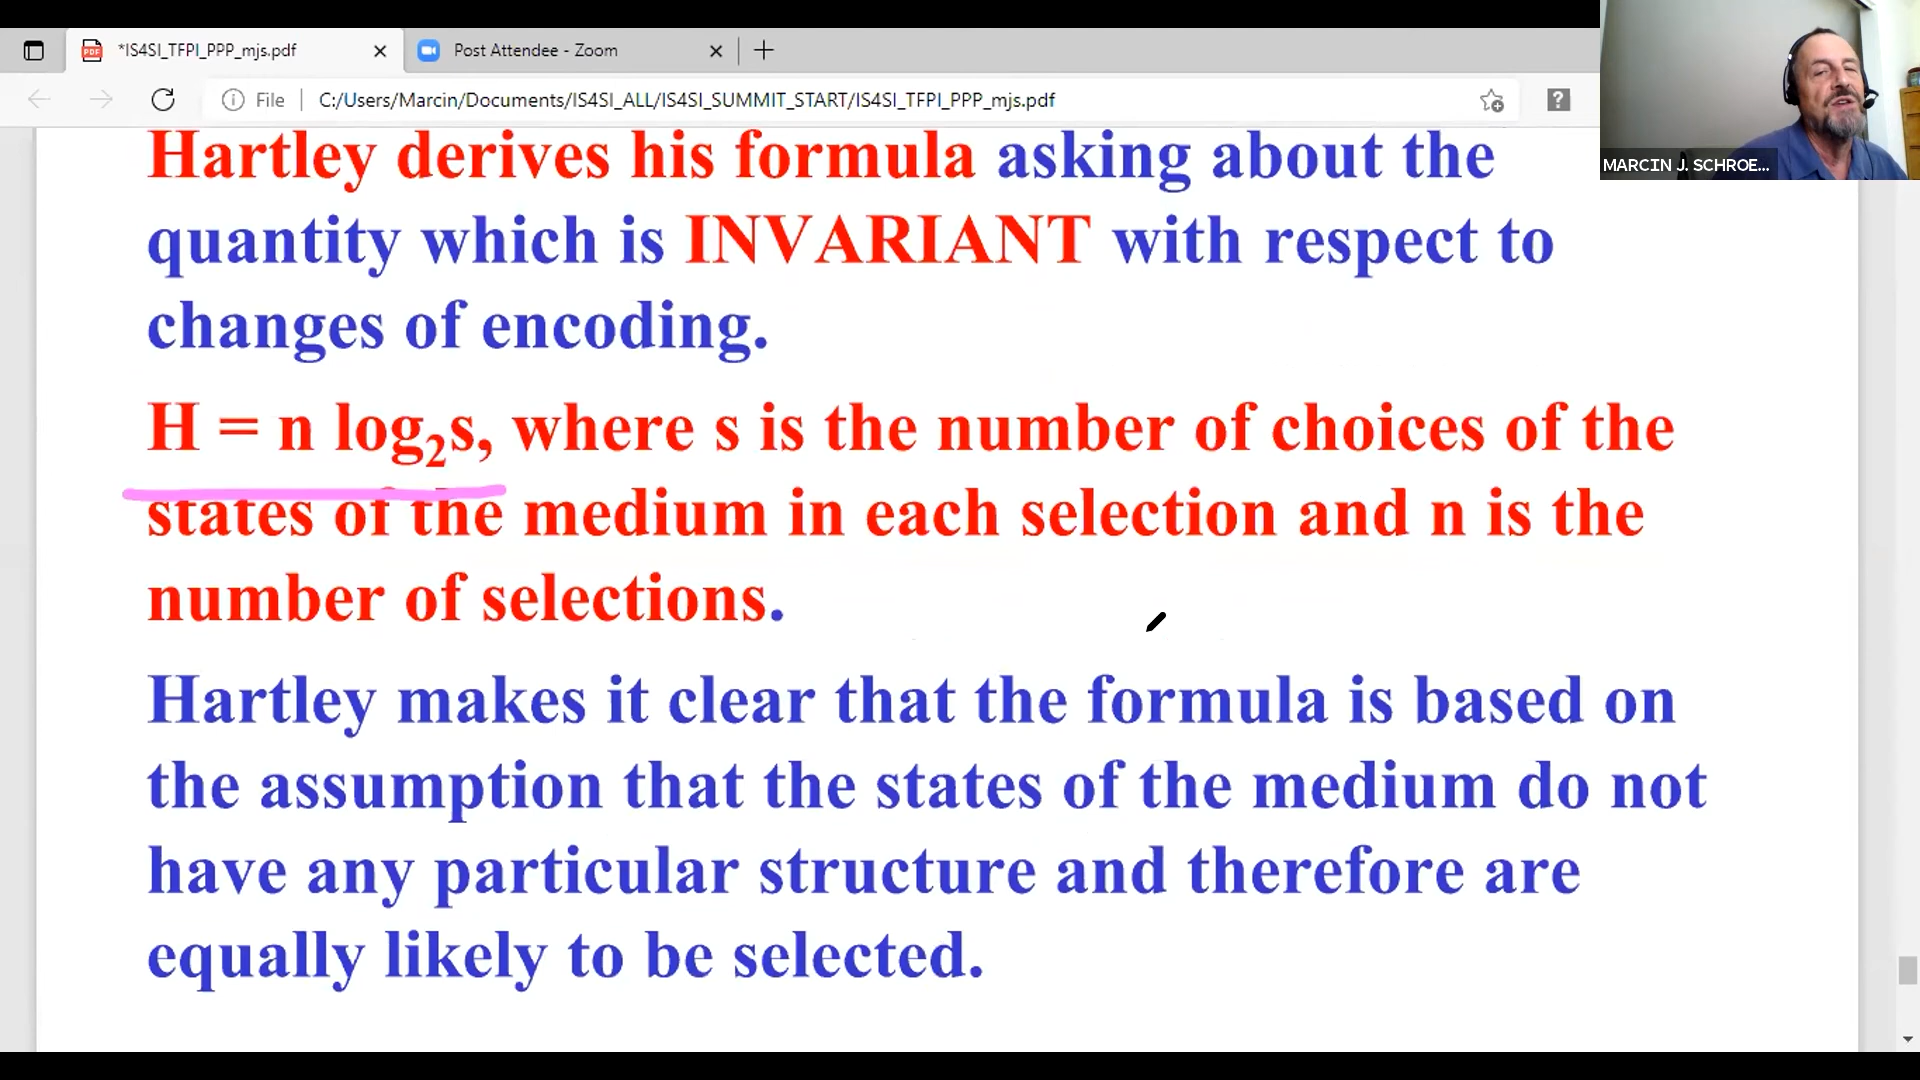 *IS4SI_TFPI_PPP_mjs.pdf
Post Attendee - Zoom
File
C:/Users/Marcin/Documents/IS4SI_ALL/IS4SI_SUMMIT_START/IS4SI_TFPI_PPP_mjs.pdf
MARCIN J. SCHROE...
Hartley derives his formula asking about the
quantity which is INVARIANT with respect to
changes of encoding.
H = n log₂s, where s is the number of choices of the
states of the medium in each selection and n is the
number of selections.
Hartley makes it clear that the formula is based on
the assumption that the states of the medium do not
have any particular structure and therefore are
equally likely to be selected.